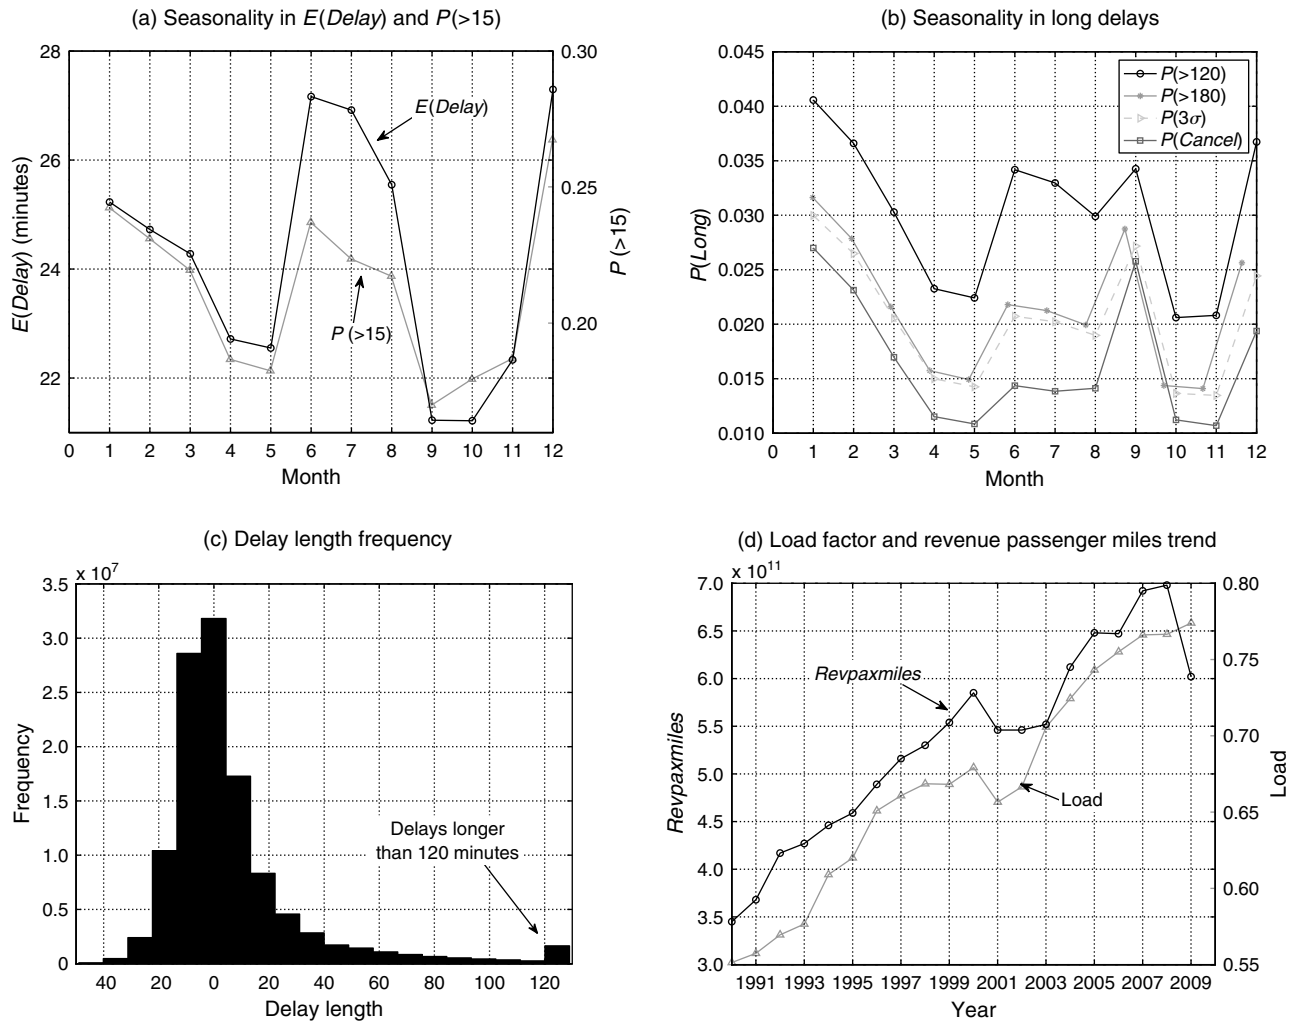 (a) Seasonality in E(Delay) and P(>15)
28
26
24
22
0.30
0.25
0.20
E(Delay) (minutes)
P (>15)
E(Delay)
P (>15)
0 1 2 3 4 5 6 7 8 9 10 11 12
Month
(b) Seasonality in long delays
0.045
0.040
0.035
0.030
0.025
0.020
0.015
0.010
P(Long)
P(>120)
P(>180)
P(3σ)
P(Cancel)
0 1 2 3 4 5 6 7 8 9 10 11 12
Month
(c) Delay length frequency
x 10⁷
3.5
3.0
2.5
2.0
1.5
1.0
0.5
0
Frequency
Delays longer
than 120 minutes
40 20 0 20 40 60 80 100 120
Delay length
(d) Load factor and revenue passenger miles trend
x 10¹¹
7.0
6.5
6.0
5.5
5.0
4.5
4.0
3.5
3.0
0.80
0.75
0.70
0.65
0.60
0.55
Revpaxmiles
Load
Revpaxmiles
Load
1991 1993 1995 1997 1999 2001 2003 2005 2007 2009
Year